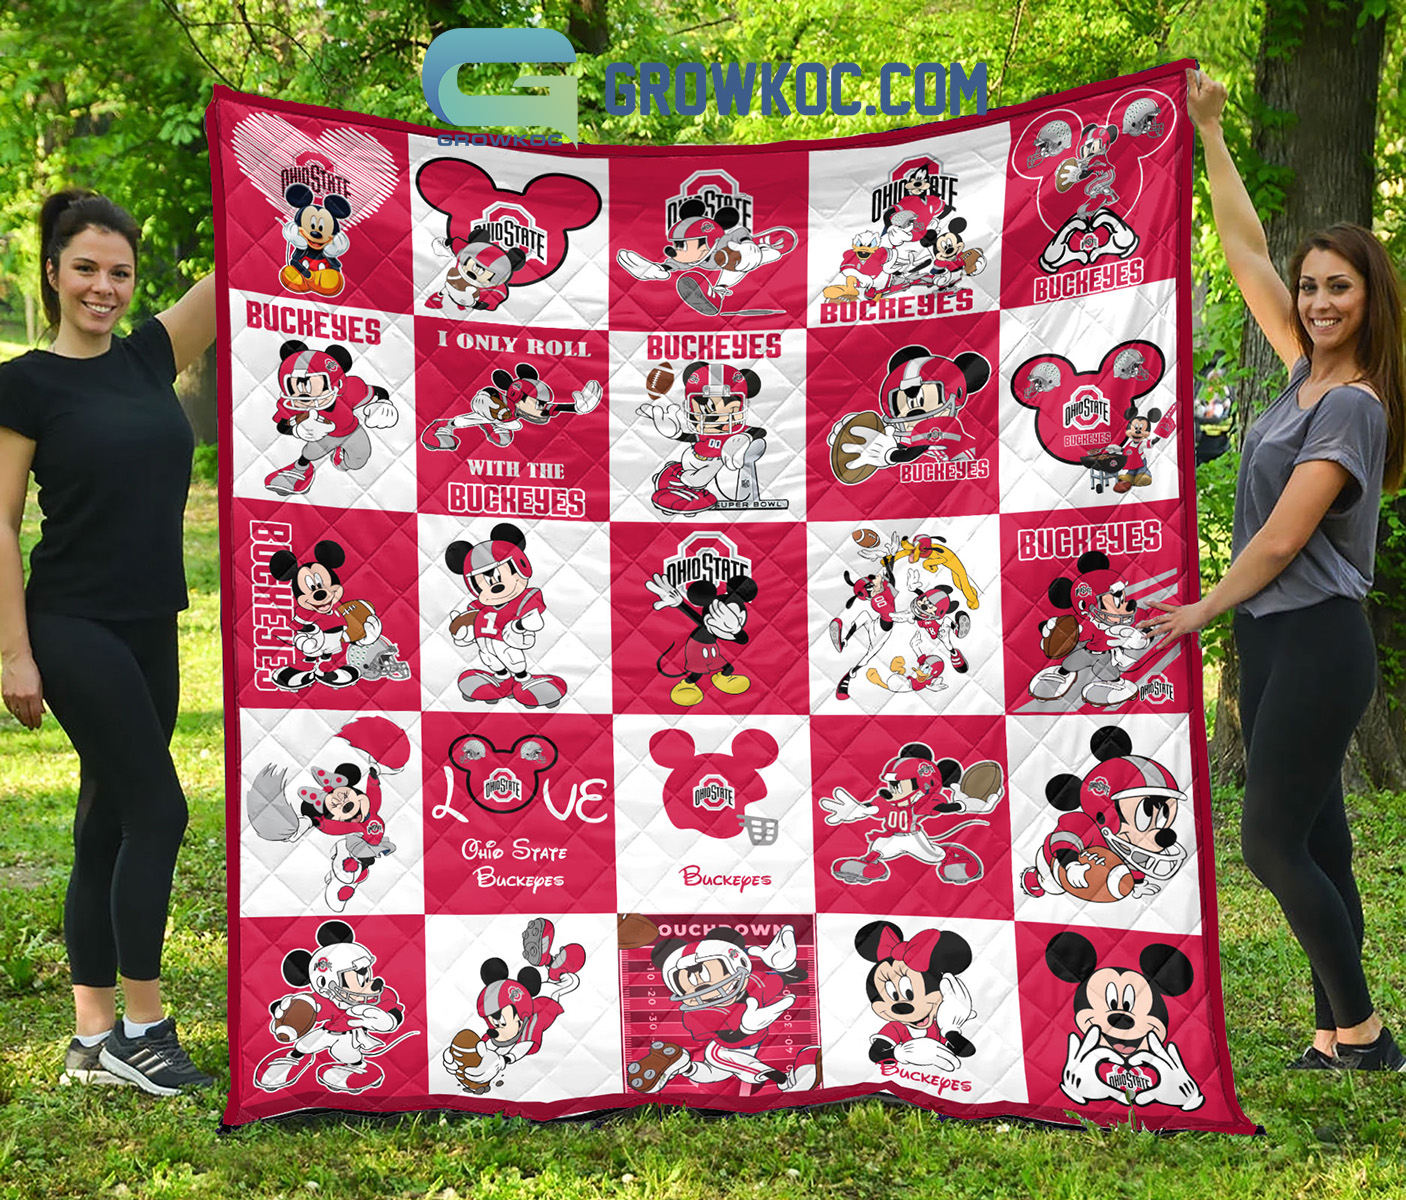 GROWKOC
GROWKOC.COM
OHIO STATE
OHIO STATE
OHIO STATE
OHIO STATE
BUCKEYES
BUCKEYES
BUCKEYES
I ONLY ROLL
WITH THE
BUCKEYES
BUCKEYES
00
SUPER BOWL
BUCKEYES
OHIO STATE
BUCKEYES
BUCKEYES
1
OHIO STATE
BUCKEYES
OHIO STATE
LOVE
OHIO STATE
Ohio State
Buckeyes
OHIO STATE
Buckeyes
00
TOUCHDOWN
Buckeyes
OHIO STATE